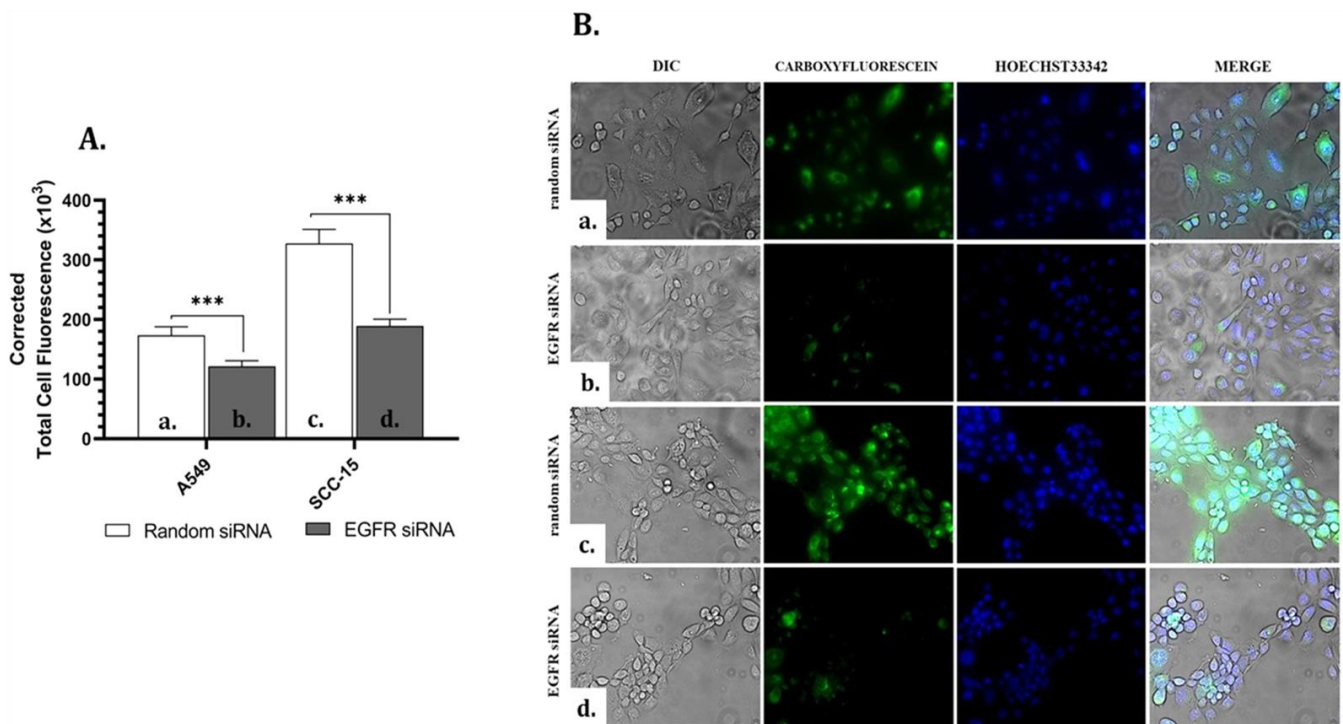 A.
Corrected
Total Cell Fluorescence (x10³)
400
300
200
100
0
***
***
a.
b.
c.
d.
A549
SCC-15
Random siRNA
EGFR siRNA
B.
DIC
CARBOXYFLUORESCEIN
HOECHST33342
MERGE
random siRNA
a.
EGFR siRNA
b.
random siRNA
c.
EGFR siRNA
d.